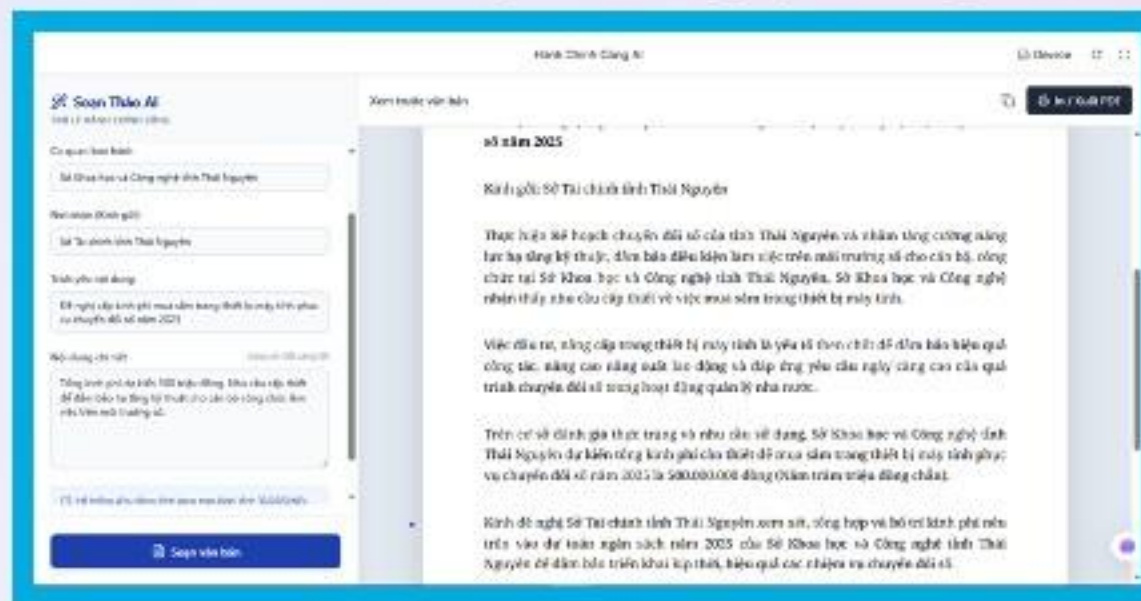 Hành Chính Công AI
Device
Soạn Thảo AI
TRỢ LÝ HÀNH CHÍNH CÔNG
Xem trước văn bản
In / Xuất PDF
Cơ quan ban hành
Sở Khoa học và Công nghệ tỉnh Thái Nguyên
Nơi nhận (Kính gửi)
Sở Tài chính tỉnh Thái Nguyên
Trích yếu nội dung
Đề nghị cấp kinh phí mua sắm trang thiết bị máy tính phục
vụ chuyển đổi số năm 2025
Nội dung chi tiết
Tổng kinh phí dự kiến 500 triệu đồng. Nhu cầu cấp thiết
để đảm bảo hạ tầng kỹ thuật cho cán bộ công chức làm
việc trên môi trường số.
Soạn văn bản
số năm 2025
Kính gửi: Sở Tài chính tỉnh Thái Nguyên
Thực hiện Kế hoạch chuyển đổi số của tỉnh Thái Nguyên và nhằm tăng cường năng
lực hạ tầng kỹ thuật, đảm bảo điều kiện làm việc trên môi trường số cho cán bộ, công
chức tại Sở Khoa học và Công nghệ tỉnh Thái Nguyên, Sở Khoa học và Công nghệ
nhận thấy nhu cầu cấp thiết về việc mua sắm trang thiết bị máy tính.
Việc đầu tư, nâng cấp trang thiết bị máy tính là yếu tố then chốt để đảm bảo hiệu quả
công tác, nâng cao năng suất lao động và đáp ứng yêu cầu ngày càng cao của quá
trình chuyển đổi số trong hoạt động quản lý nhà nước.
Trên cơ sở đánh giá thực trạng và nhu cầu sử dụng, Sở Khoa học và Công nghệ tỉnh
Thái Nguyên dự kiến tổng kinh phí cần thiết để mua sắm trang thiết bị máy tính phục
vụ chuyển đổi số năm 2025 là 500.000.000 đồng (Năm trăm triệu đồng chẵn).
Kính đề nghị Sở Tài chính tỉnh Thái Nguyên xem xét, tổng hợp và bố trí kinh phí nêu
trên vào dự toán ngân sách năm 2025 của Sở Khoa học và Công nghệ tỉnh Thái
Nguyên để đảm bảo triển khai kịp thời, hiệu quả các nhiệm vụ chuyển đổi số.